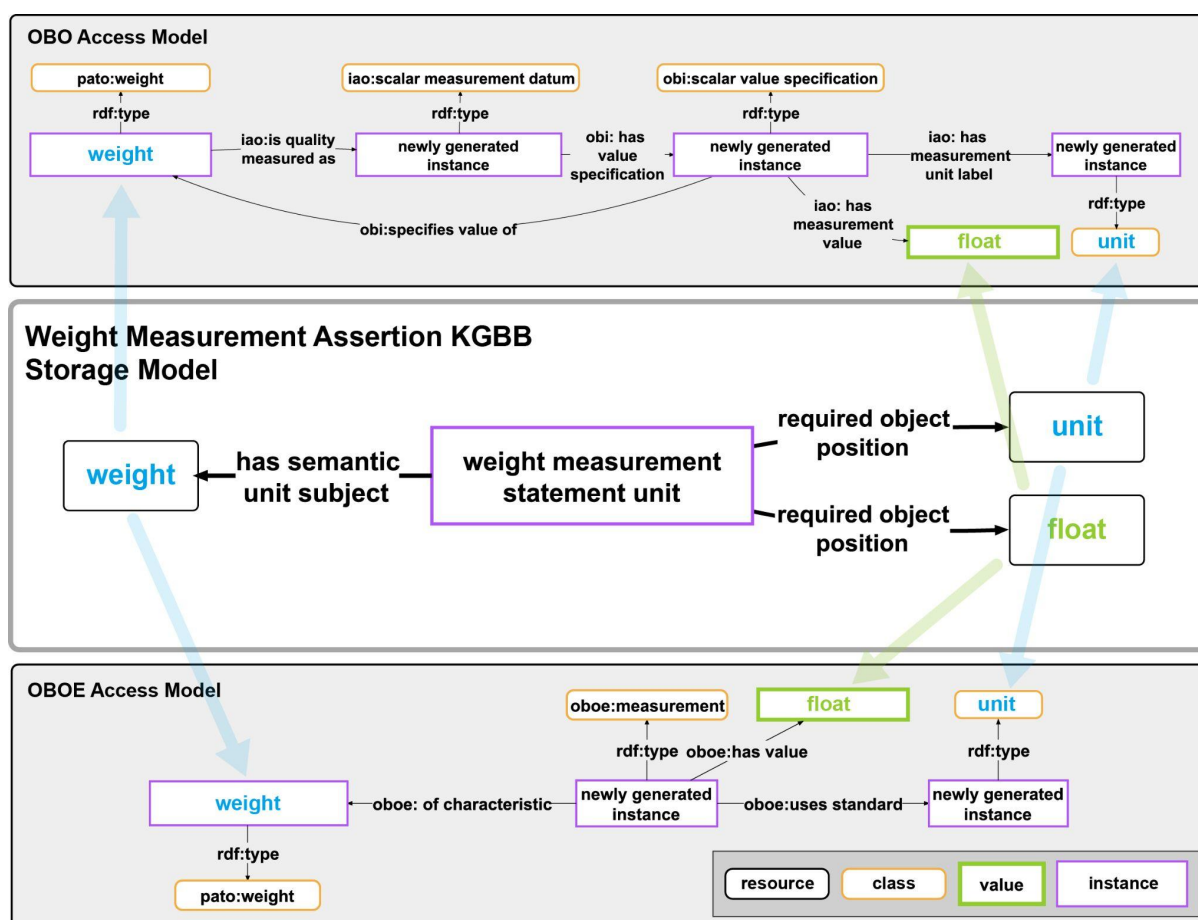 OBO Access Model
pato:weight
iao:scalar measurement datum
obi:scalar value specification
rdf:type
rdf:type
rdf:type
weight
iao:is quality
measured as
newly generated
instance
obi: has
value
specification
newly generated
instance
iao: has
measurement
unit label
newly generated
instance
obi:specifies value of
iao: has
measurement
value
rdf:type
float
unit
Weight Measurement Assertion KGBB
Storage Model
weight
has semantic
unit subject
weight measurement
statement unit
required object
position
unit
required object
position
float
OBOE Access Model
oboe:measurement
float
unit
rdf:type
oboe:has value
rdf:type
weight
oboe: of characteristic
newly generated
instance
oboe:uses standard
newly generated
instance
rdf:type
pato:weight
resource
class
value
instance